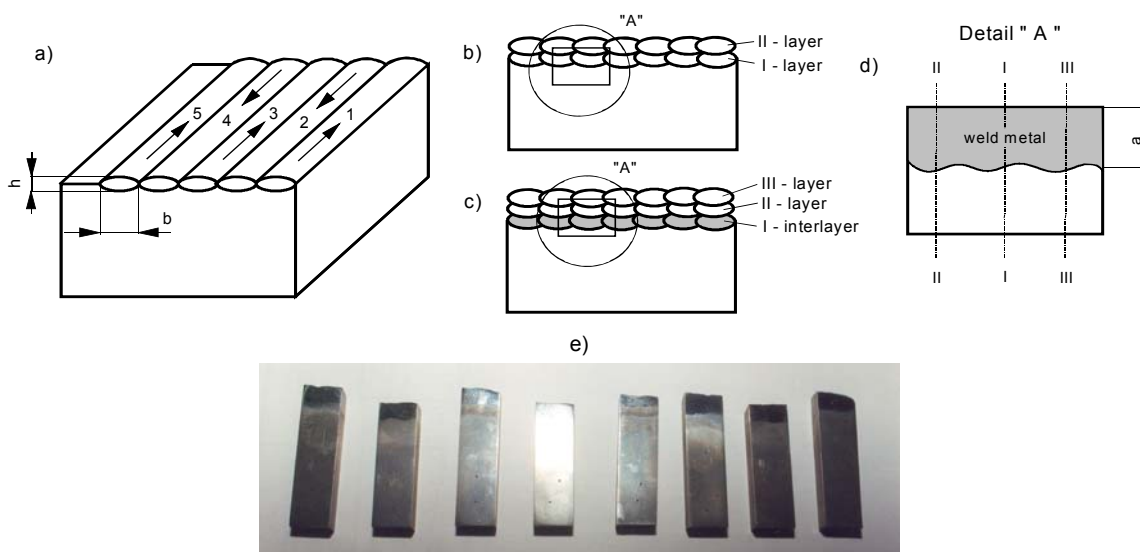 a)
5
4
3
2
1
h
b
b)
"A"
II - layer
I - layer
c)
"A"
III - layer
II - layer
I - interlayer
Detail " A "
d)
II
I
III
weld metal
a
II
I
III
e)